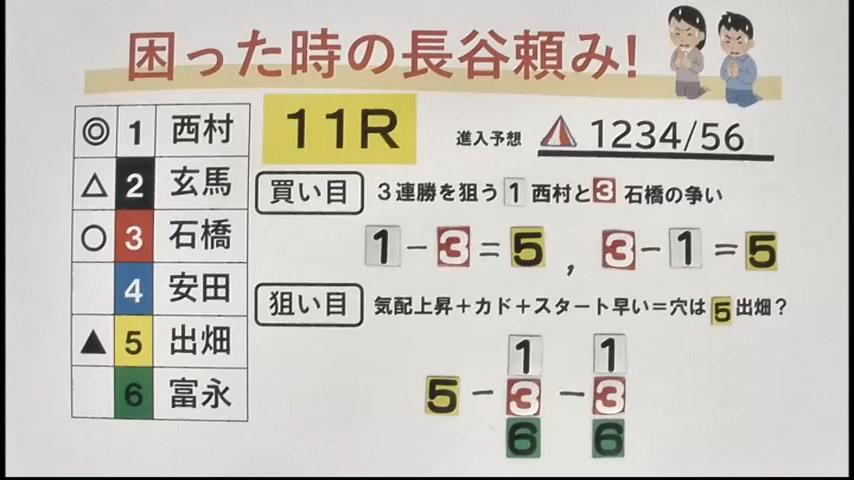 困った時の長谷頼み!
◎ 1 西村
△ 2 玄馬
○ 3 石橋
4 安田
▲ 5 出畑
6 富永
11R
進入予想 1234/56
買い目 3連勝を狙う 1 西村と 3 石橋の争い
1-3=5, 3-1=5
狙い目 気配上昇+カド+スタート早い=穴は 5 出畑?
1 1
5-3-3
6 6